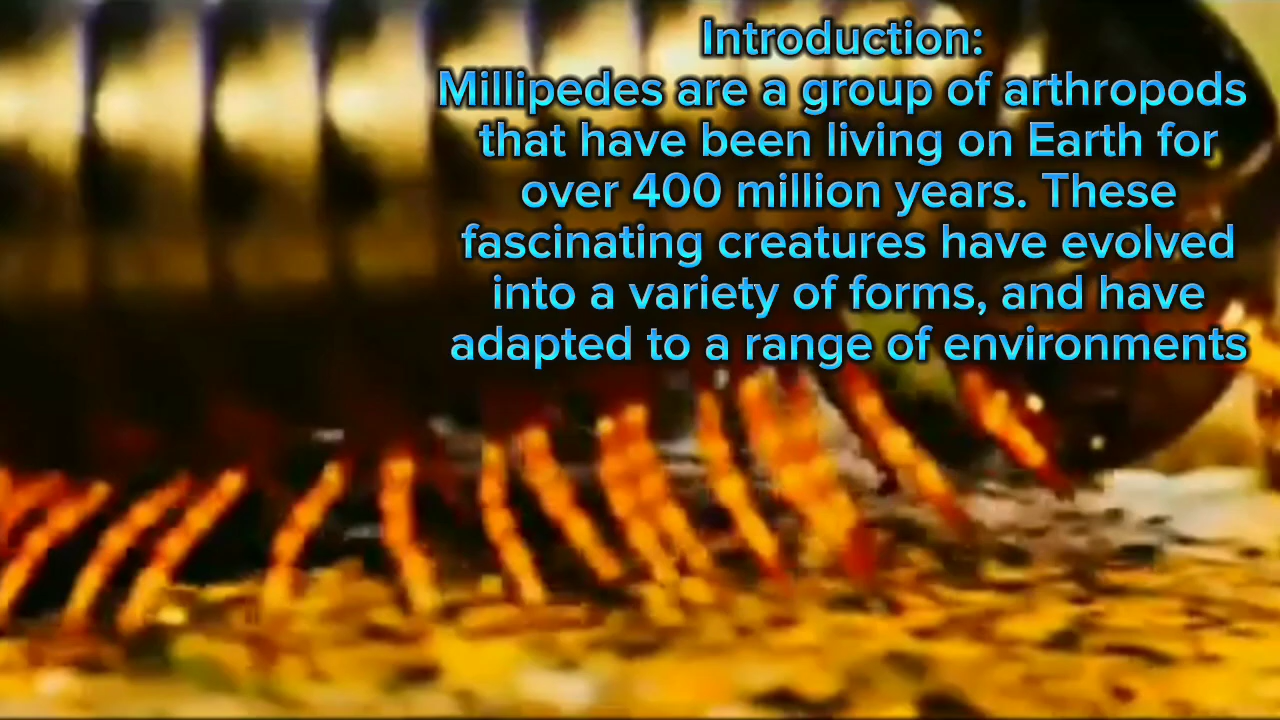 Introduction:
Millipedes are a group of arthropods
that have been living on Earth for
over 400 million years. These
fascinating creatures have evolved
into a variety of forms, and have
adapted to a range of environments